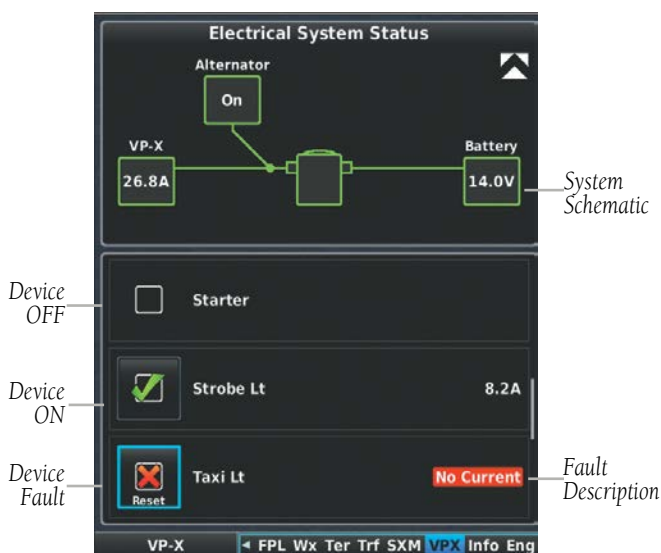 Electrical System Status
Alternator
On
VP-X
Battery
26.8A
14.0V
System
Schematic
Device
OFF
Starter
Device
ON
Strobe Lt
8.2A
Device
Fault
Reset
Taxi Lt
No Current
Fault
Description
VP-X
FPL Wx Ter Trf SXM VPX Info Eng